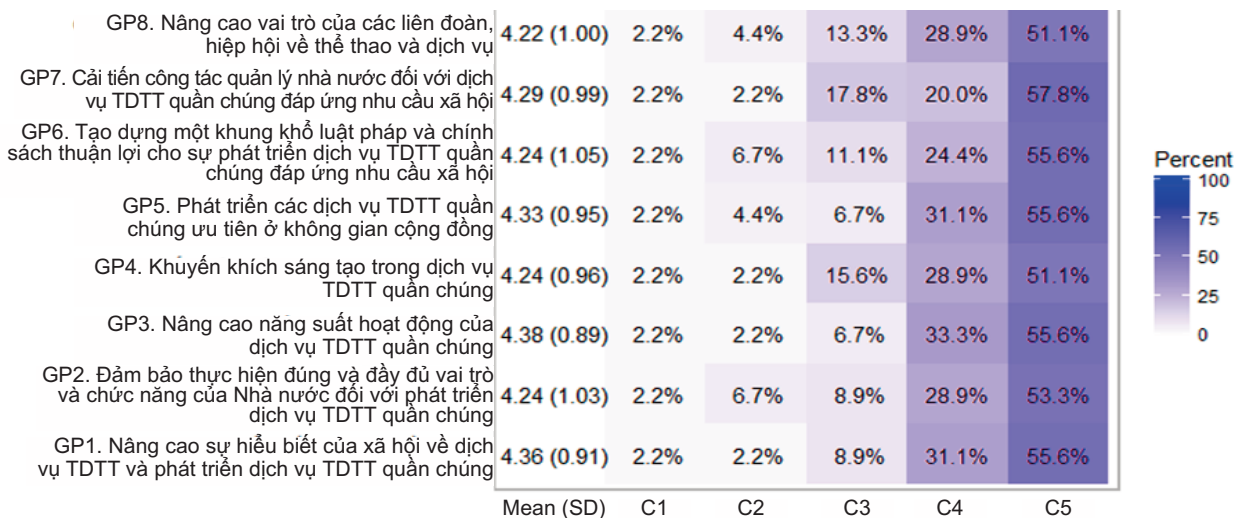 GP8. Nâng cao vai trò của các liên đoàn,
hiệp hội về thể thao và dịch vụ
4.22 (1.00) 2.2% 4.4% 13.3% 28.9% 51.1%
GP7. Cải tiến công tác quản lý nhà nước đối với dịch
vụ TDTT quần chúng đáp ứng nhu cầu xã hội
4.29 (0.99) 2.2% 2.2% 17.8% 20.0% 57.8%
GP6. Tạo dựng một khung khổ luật pháp và chính
sách thuận lợi cho sự phát triển dịch vụ TDTT quần
chúng đáp ứng nhu cầu xã hội
4.24 (1.05) 2.2% 6.7% 11.1% 24.4% 55.6%
GP5. Phát triển các dịch vụ TDTT quần
chúng ưu tiên ở không gian cộng đồng
4.33 (0.95) 2.2% 4.4% 6.7% 31.1% 55.6%
GP4. Khuyến khích sáng tạo trong dịch vụ
TDTT quần chúng
4.24 (0.96) 2.2% 2.2% 15.6% 28.9% 51.1%
GP3. Nâng cao năng suất hoạt động của
dịch vụ TDTT quần chúng
4.38 (0.89) 2.2% 2.2% 6.7% 33.3% 55.6%
GP2. Đảm bảo thực hiện đúng và đầy đủ vai trò
và chức năng của Nhà nước đối với phát triển
dịch vụ TDTT quần chúng
4.24 (1.03) 2.2% 6.7% 8.9% 28.9% 53.3%
GP1. Nâng cao sự hiểu biết của xã hội về dịch
vụ TDTT và phát triển dịch vụ TDTT quần chúng
4.36 (0.91) 2.2% 2.2% 8.9% 31.1% 55.6%
Mean (SD) C1 C2 C3 C4 C5
Percent
100
75
50
25
0